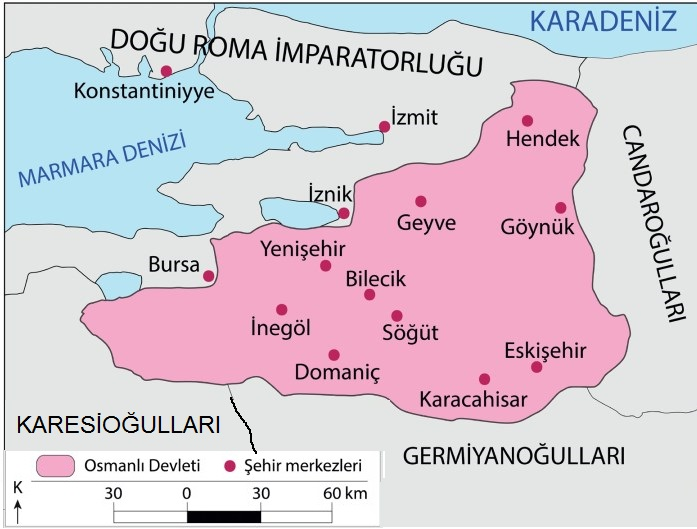 KARADENİZ
DOĞU ROMA İMPARATORLUĞU
Konstantiniyye
İzmit
Hendek
MARMARA DENİZİ
CANDAROĞULLARI
İznik
Geyve
Göynük
Yenişehir
Bursa
Bilecik
İnegöl
Söğüt
Eskişehir
Domaniç
Karacahisar
KARESİOĞULLARI
GERMİYANOĞULLARI
Osmanlı Devleti
Şehir merkezleri
K
30 0 30 60 km